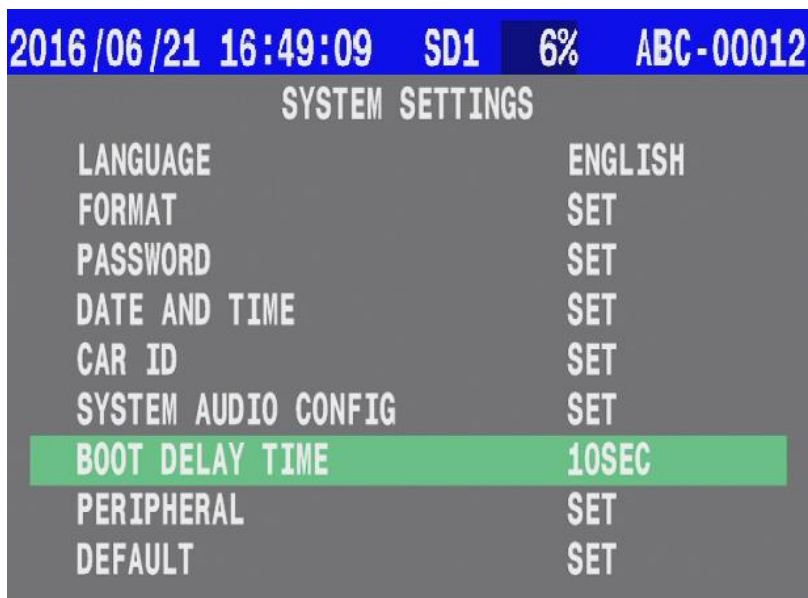 2016/06/21 16:49:09 SD1 6% ABC-00012
SYSTEM SETTINGS
LANGUAGE ENGLISH
FORMAT SET
PASSWORD SET
DATE AND TIME SET
CAR ID SET
SYSTEM AUDIO CONFIG SET
BOOT DELAY TIME 10SEC
PERIPHERAL SET
DEFAULT SET